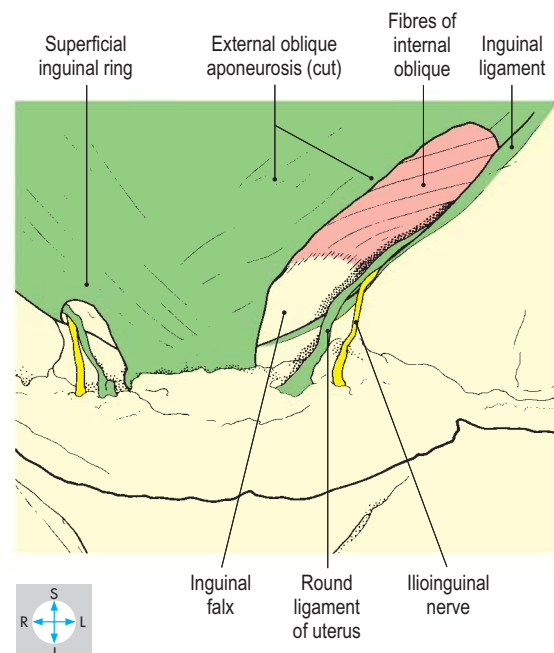 Superficial
inguinal ring
External oblique
aponeurosis (cut)
Fibres of
internal
oblique
Inguinal
ligament
Inguinal
falx
Round
ligament
of uterus
Ilioinguinal
nerve
S
R L
I